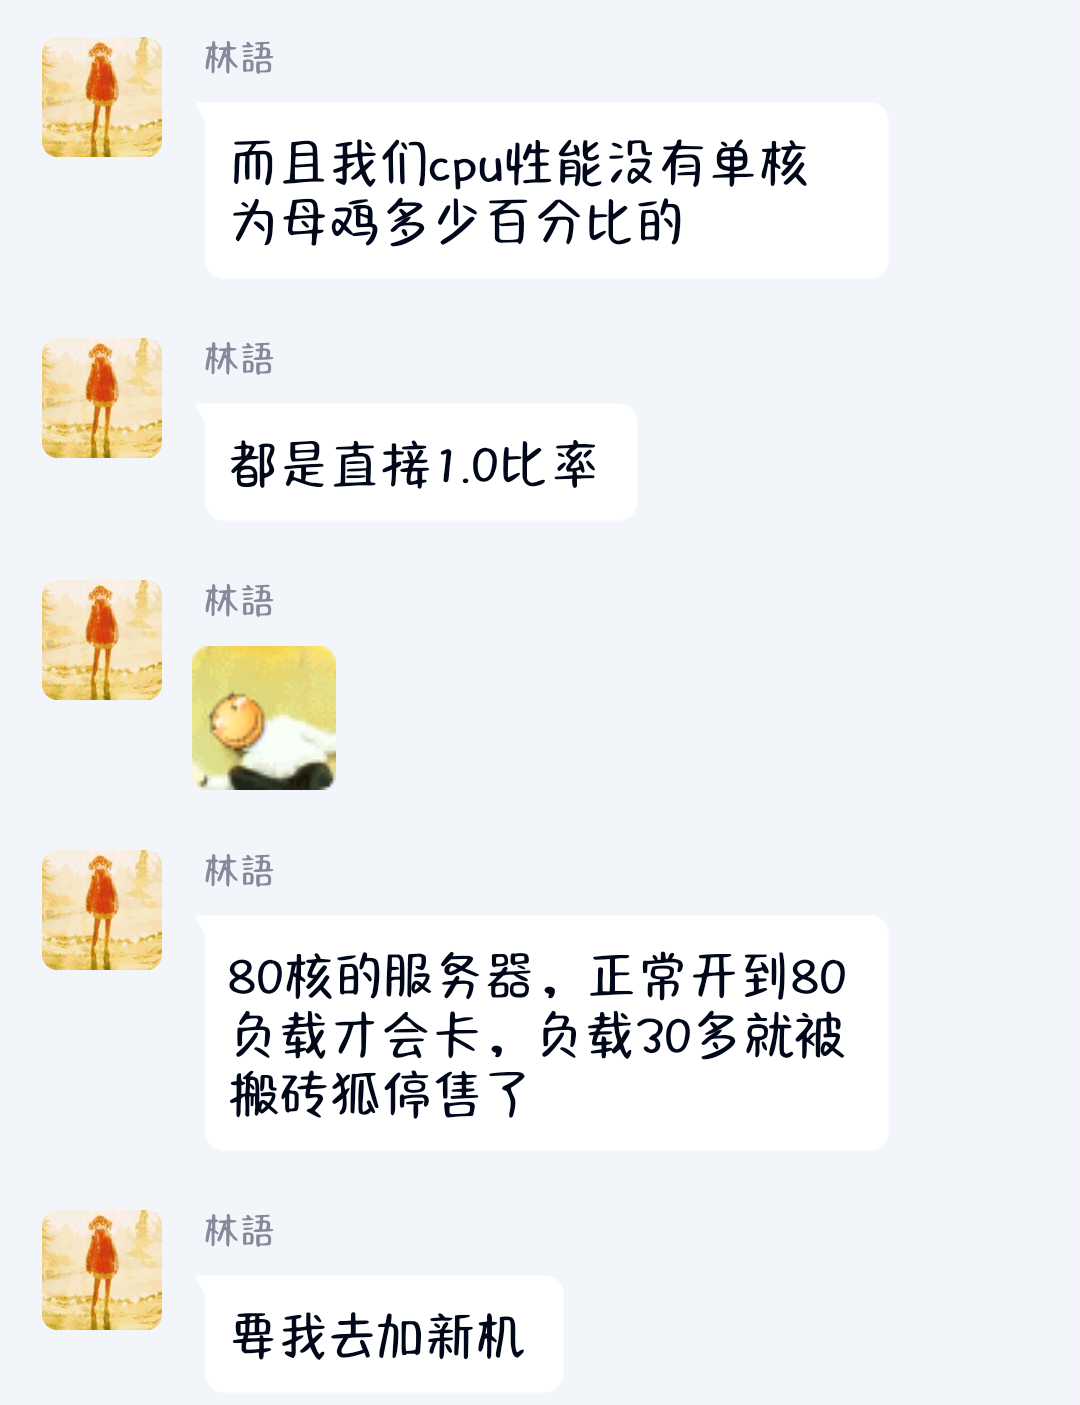 林語
而且我们cpu性能没有单核
为母鸡多少百分比的
林語
都是直接1.0比率
林語
林語
80核的服务器，正常开到80
负载才会卡，负载30多就被
搬砖狐停售了
林語
要我去加新机